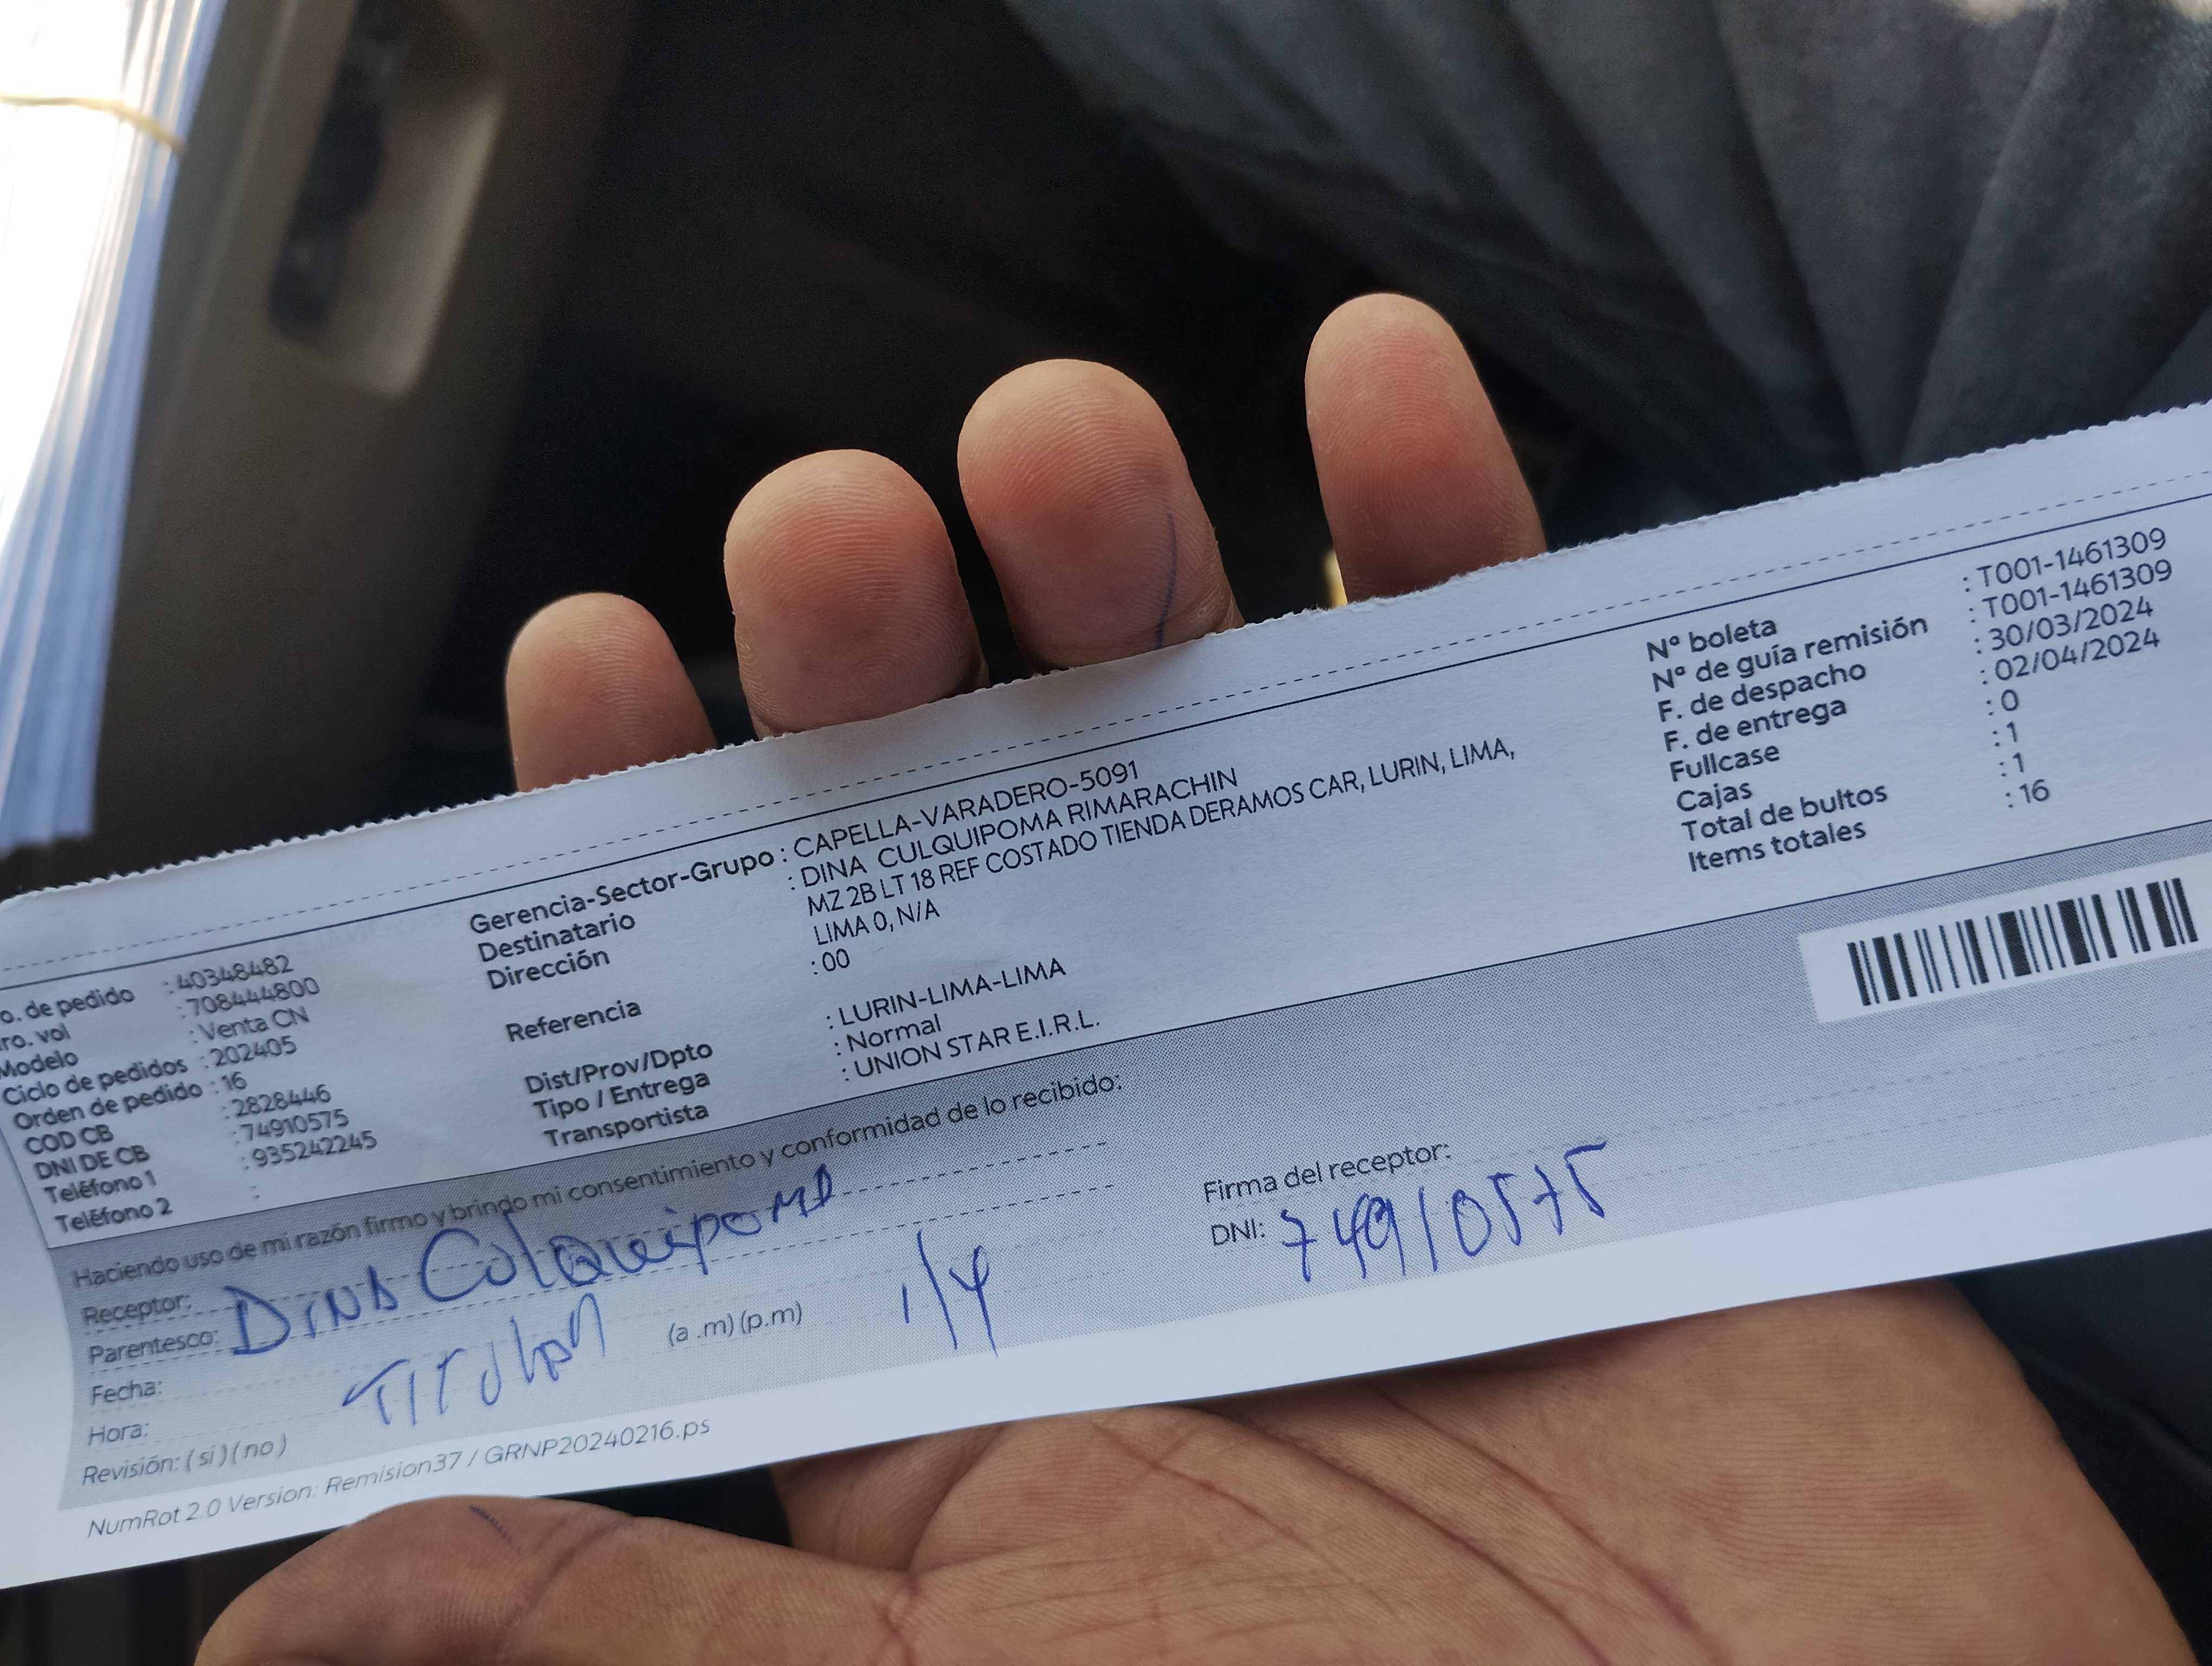 o. de pedido : 40348482
ro. vol : 708444800
Modelo : Venta CN
Ciclo de pedidos : 202405
Orden de pedido : 16
COD CB : 2828446
DNI DE CB : 74910575
Teléfono 1 : 935242245
Teléfono 2 :
Gerencia-Sector-Grupo : CAPELLA-VARADERO-5091
Destinatario : DINA CULQUIPOMA RIMARACHIN
Dirección MZ 2B LT 18 REF COSTADO TIENDA DERAMOS CAR, LURIN, LIMA,
LIMA 0, N/A
Referencia : 00
Dist/Prov/Dpto : LURIN-LIMA-LIMA
Tipo / Entrega : Normal
Transportista : UNION STAR E.I.R.L.
Nº boleta : T001-1461309
Nº de guía remisión : T001-1461309
F. de despacho : 30/03/2024
F. de entrega : 02/04/2024
Fullcase : 0
Cajas : 1
Total de bultos : 1
Items totales : 16
Haciendo uso de mi razón firmo y brindo mi consentimiento y conformidad de lo recibido:
Receptor: Dina Colquipoma
Parentesco: Titular
Fecha: 1/4
Hora: (a .m) (p.m)
Revisión: ( si ) ( no )
Firma del receptor:
DNI: 74910575
NumRot 2.0 Version: Remision37 / GRNP20240216.ps